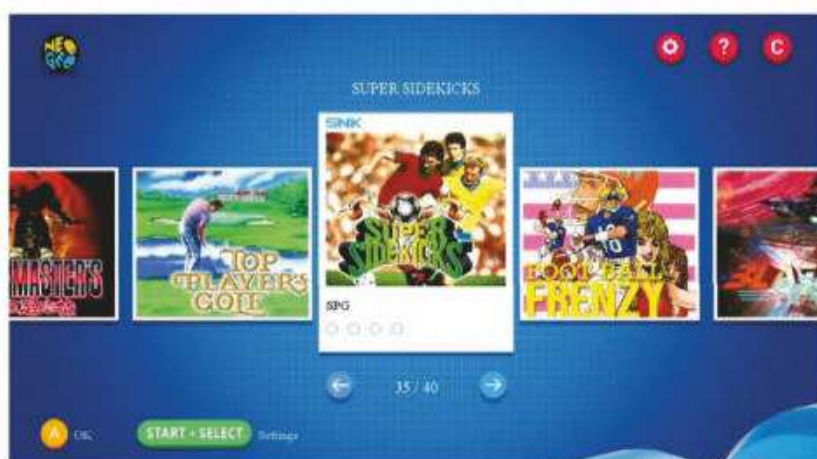 NEO
GEO
?
C
SUPER SIDEKICKS
SNK
MASTER'S
TOP
PLAYER'S
GOLF
SUPER
SIDEKICKS
FOOT BALL
FRENZY
SPG
35 / 40
A
OK
START + SELECT
Settings